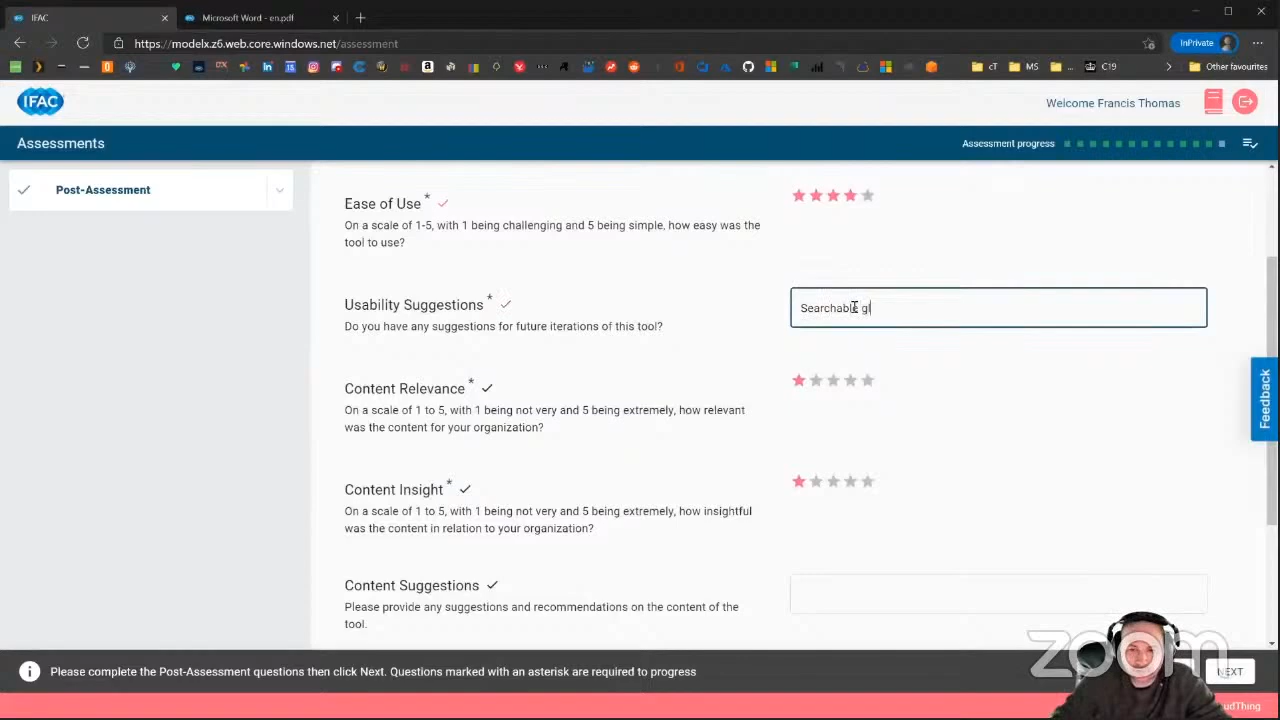 IFAC
Microsoft Word - en.pdf
https://modelx.z6.web.core.windows.net/assessment
InPrivate
cT
MS
C19
Other favourites
IFAC
Welcome Francis Thomas
Assessments
Assessment progress
Post-Assessment
Ease of Use *
On a scale of 1-5, with 1 being challenging and 5 being simple, how easy was the
tool to use?
Usability Suggestions *
Do you have any suggestions for future iterations of this tool?
Searchable gl
Content Relevance *
On a scale of 1 to 5, with 1 being not very and 5 being extremely, how relevant
was the content for your organization?
Content Insight *
On a scale of 1 to 5, with 1 being not very and 5 being extremely, how insightful
was the content in relation to your organization?
Content Suggestions
Please provide any suggestions and recommendations on the content of the
tool.
Feedback
zoom
Please complete the Post-Assessment questions then click Next. Questions marked with an asterisk are required to progress
NEXT
udThing